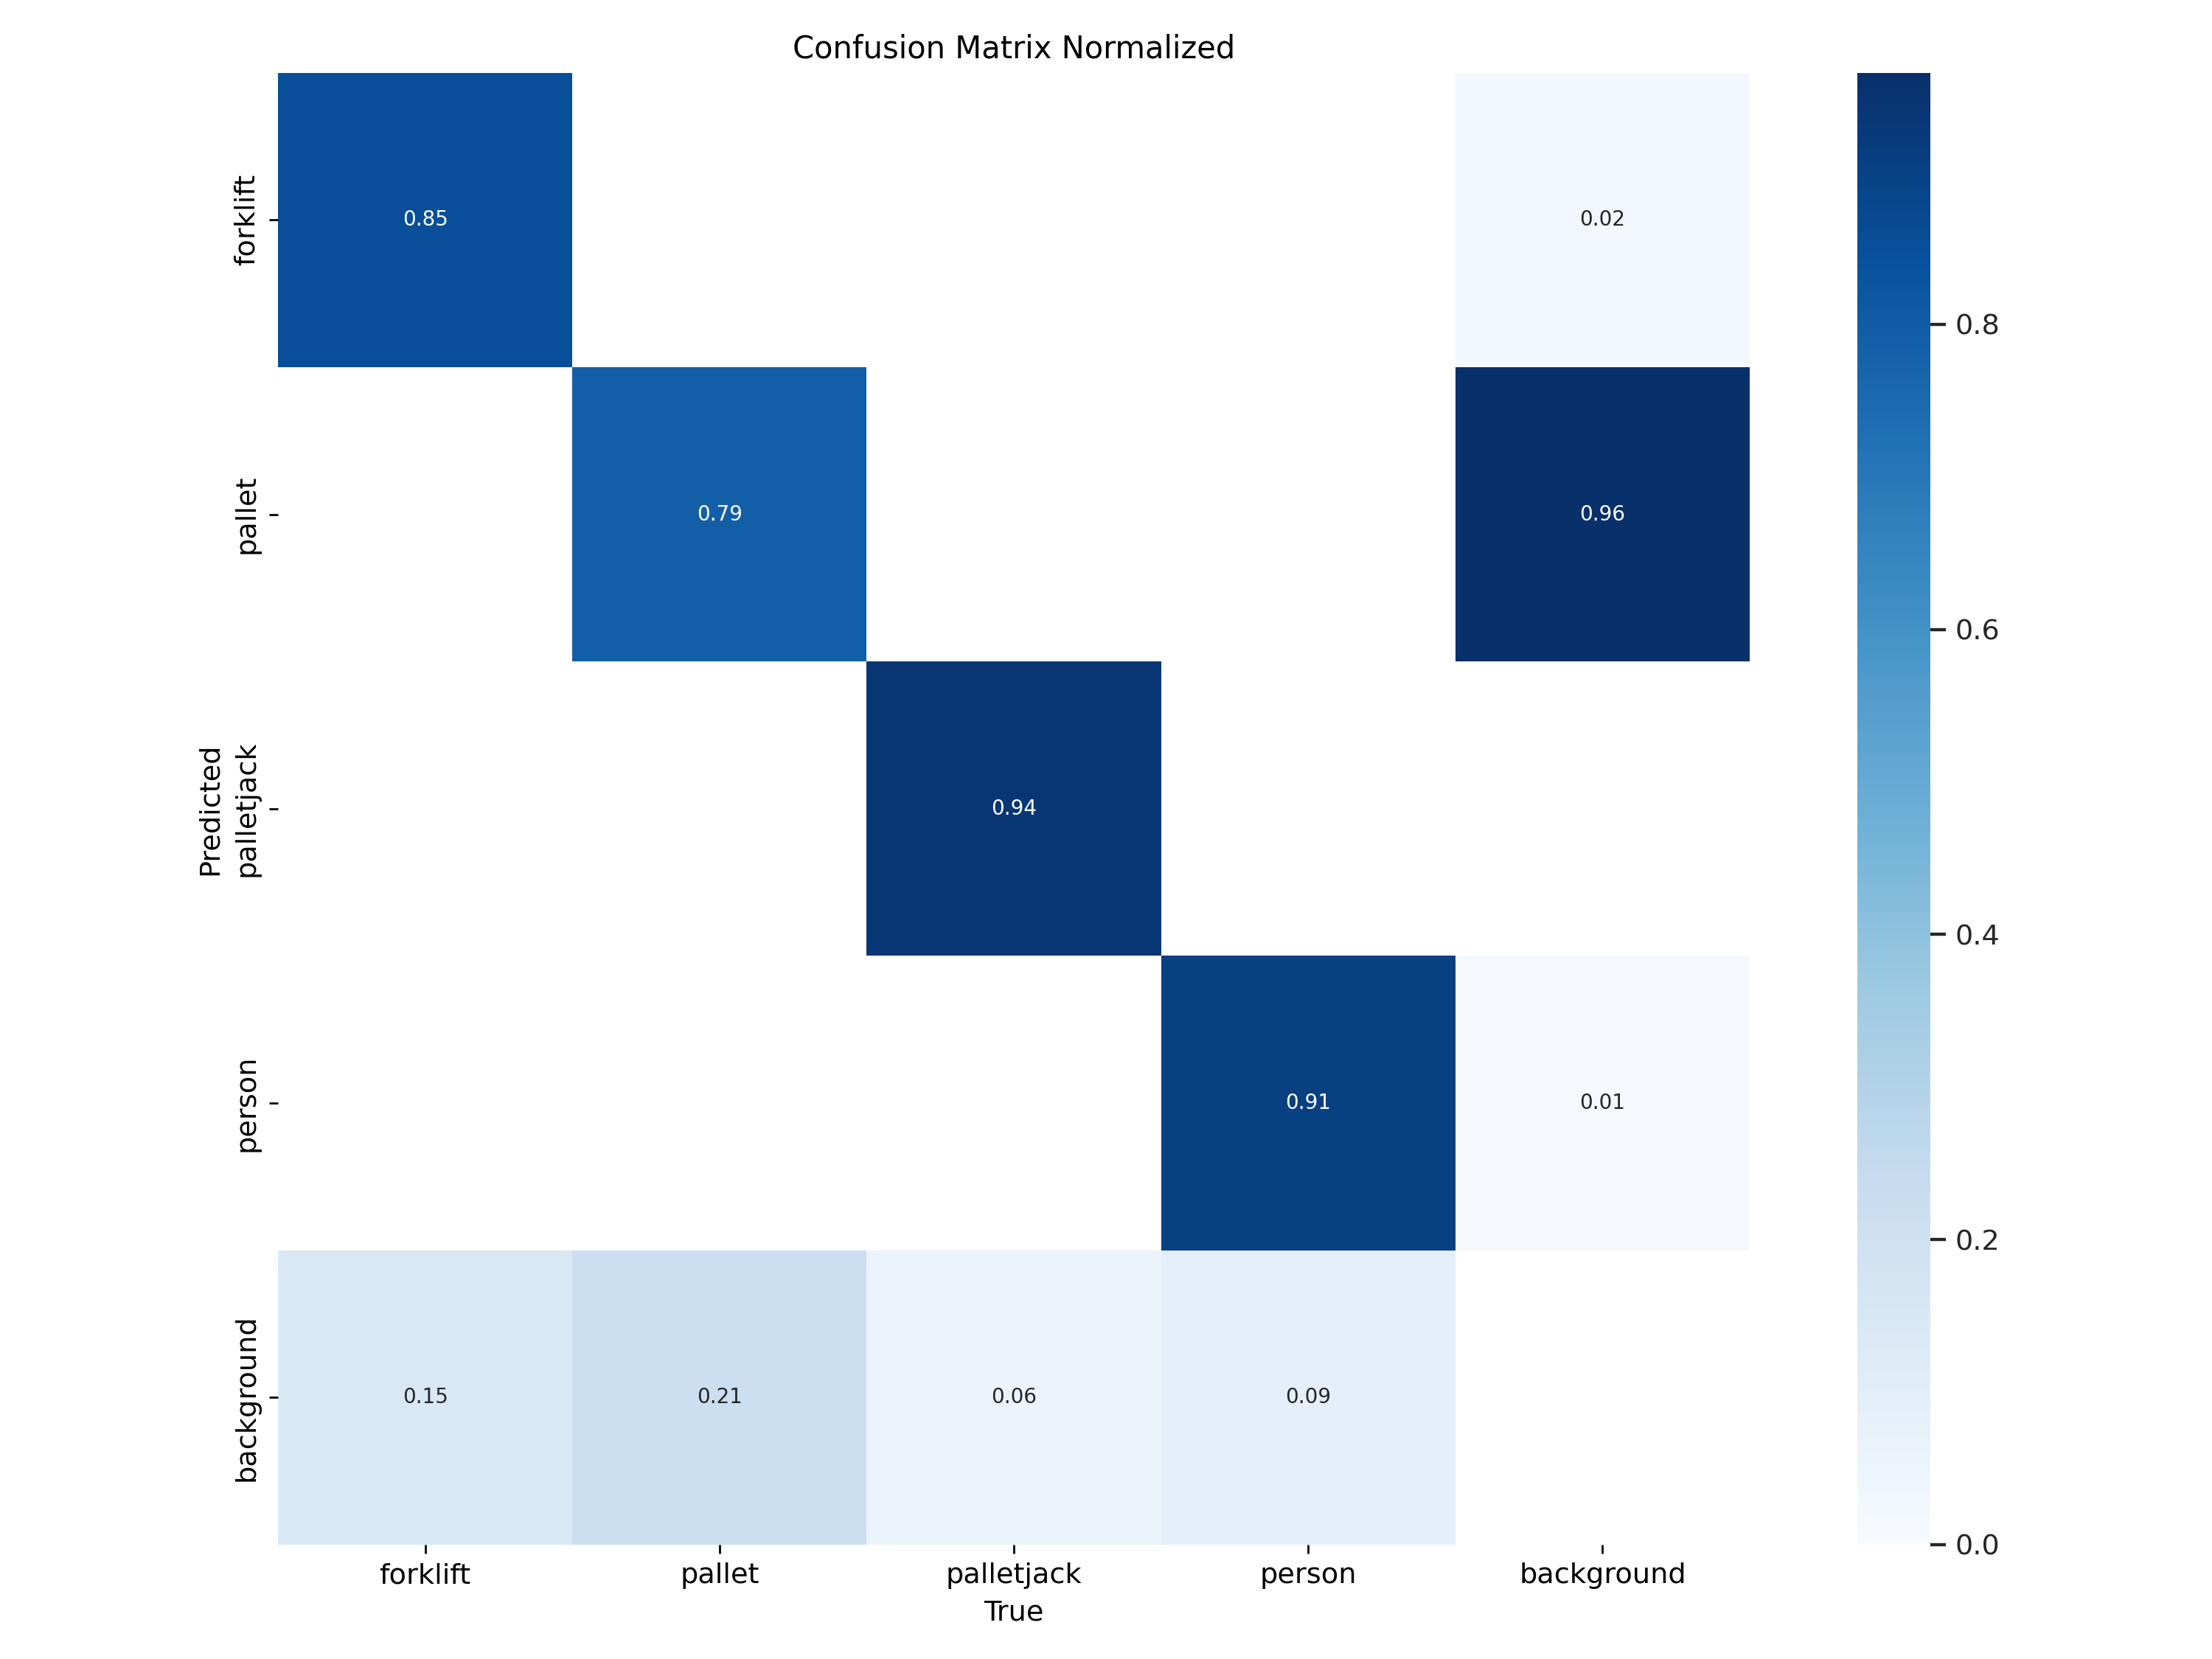 Confusion Matrix Normalized
forklift
0.85
0.02
0.8
pallet
0.79
0.96
0.6
Predicted
palletjack
0.94
0.4
person
0.91
0.01
0.2
background
0.15
0.21
0.06
0.09
0.0
forklift
pallet
palletjack
person
background
True